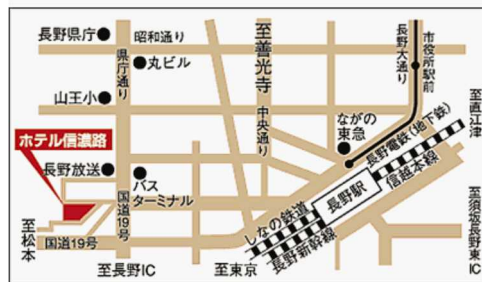 長野県庁
昭和通り
丸ビル
県庁通り
山王小
ホテル信濃路
長野放送
バス
ターミナル
国道19号
国道19号
至松本
至長野IC
至善光寺
中央通り
ながの
東急
長野大通り
市役所前駅
長野電鉄(地下鉄)
至直江津
信越本線
長野駅
しなの鉄道
長野新幹線
至東京
至須坂長野東IC